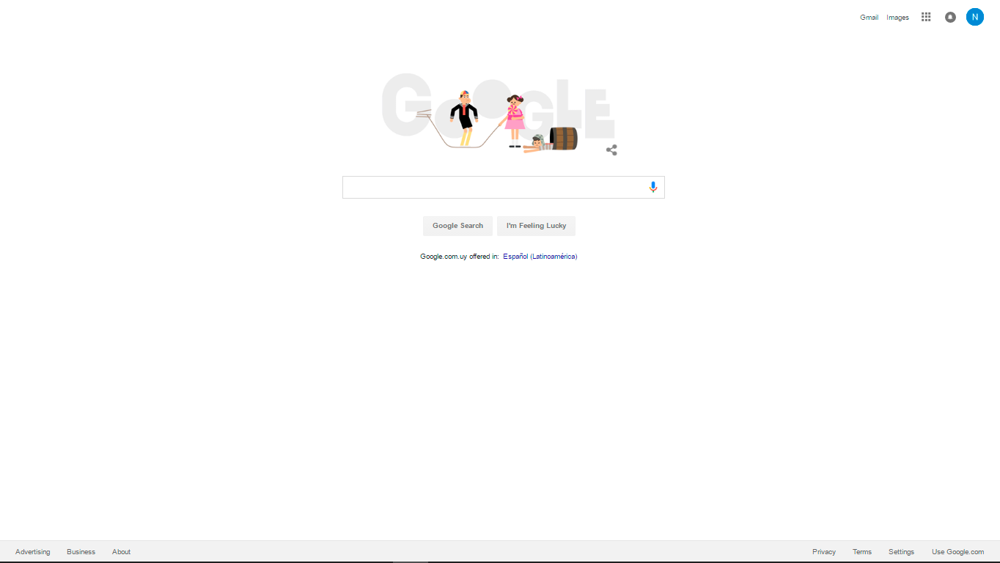 Gmail Images N
GOOGLE
Google Search I'm Feeling Lucky
Google.com.uy offered in: Español (Latinoamérica)
Advertising Business About Privacy Terms Settings Use Google.com